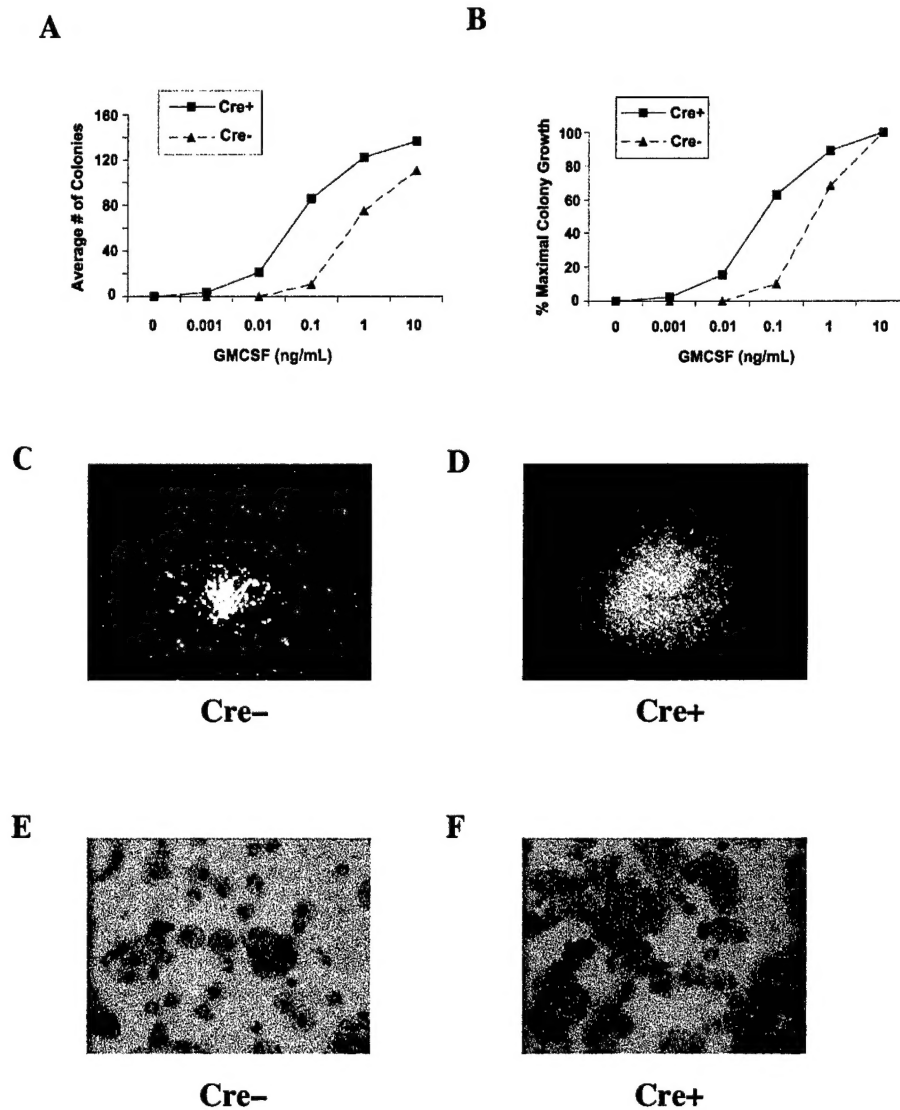 A
B
Cre+
Cre-
Cre+
Cre-
160
120
80
40
0
Average # of Colonies
0 0.001 0.01 0.1 1 10
GMCSF (ng/mL)
100
80
60
40
20
0
% Maximal Colony Growth
0 0.001 0.01 0.1 1 10
GMCSF (ng/mL)
C
D
Cre–
Cre+
E
F
Cre–
Cre+